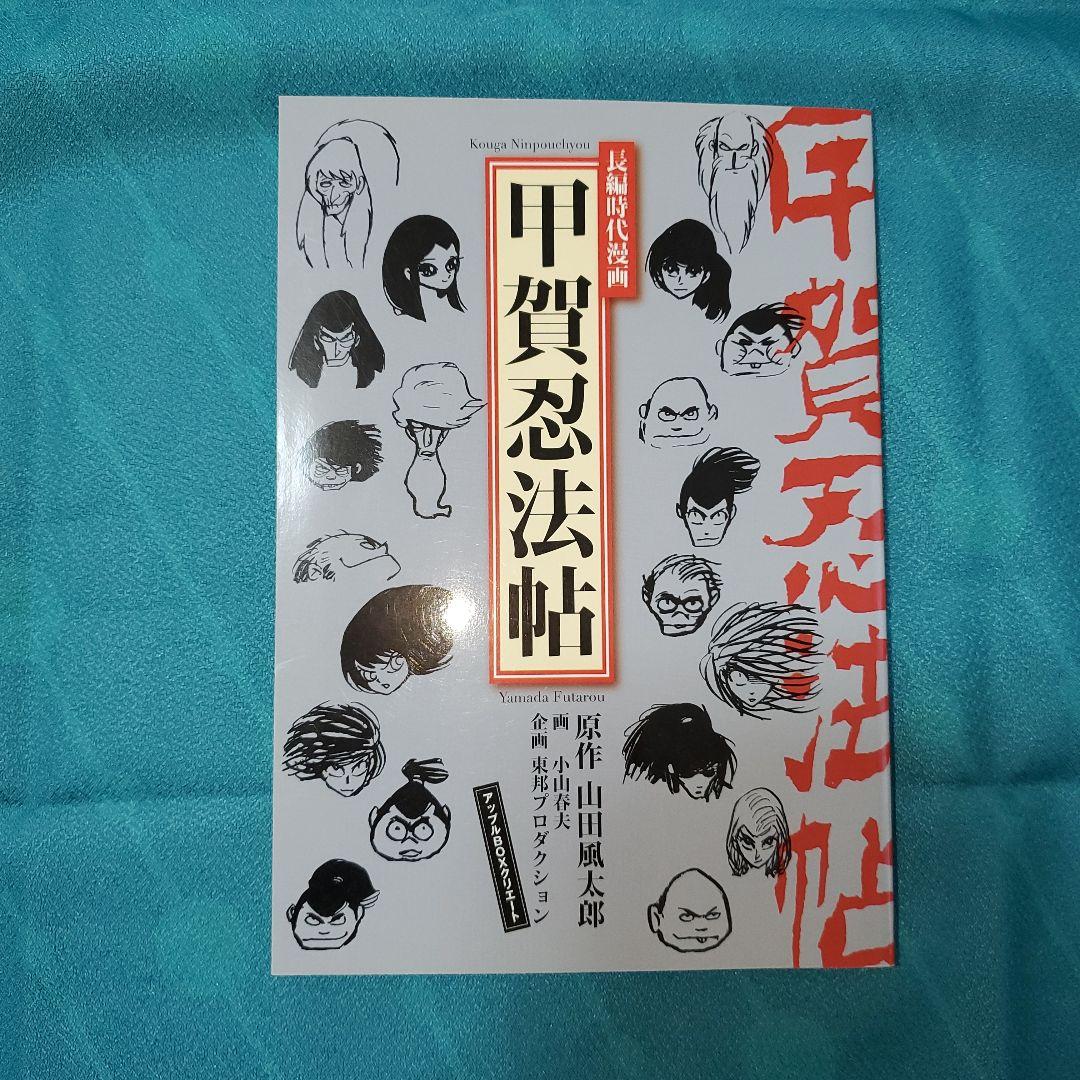 Kouga Ninpouchyou
長編時代漫画
甲賀忍法帖
甲賀忍法帖
Yamada Futarou
原作 山田風太郎
画 小山春夫
企画 東邦プロダクション
アップルBOXクリエート